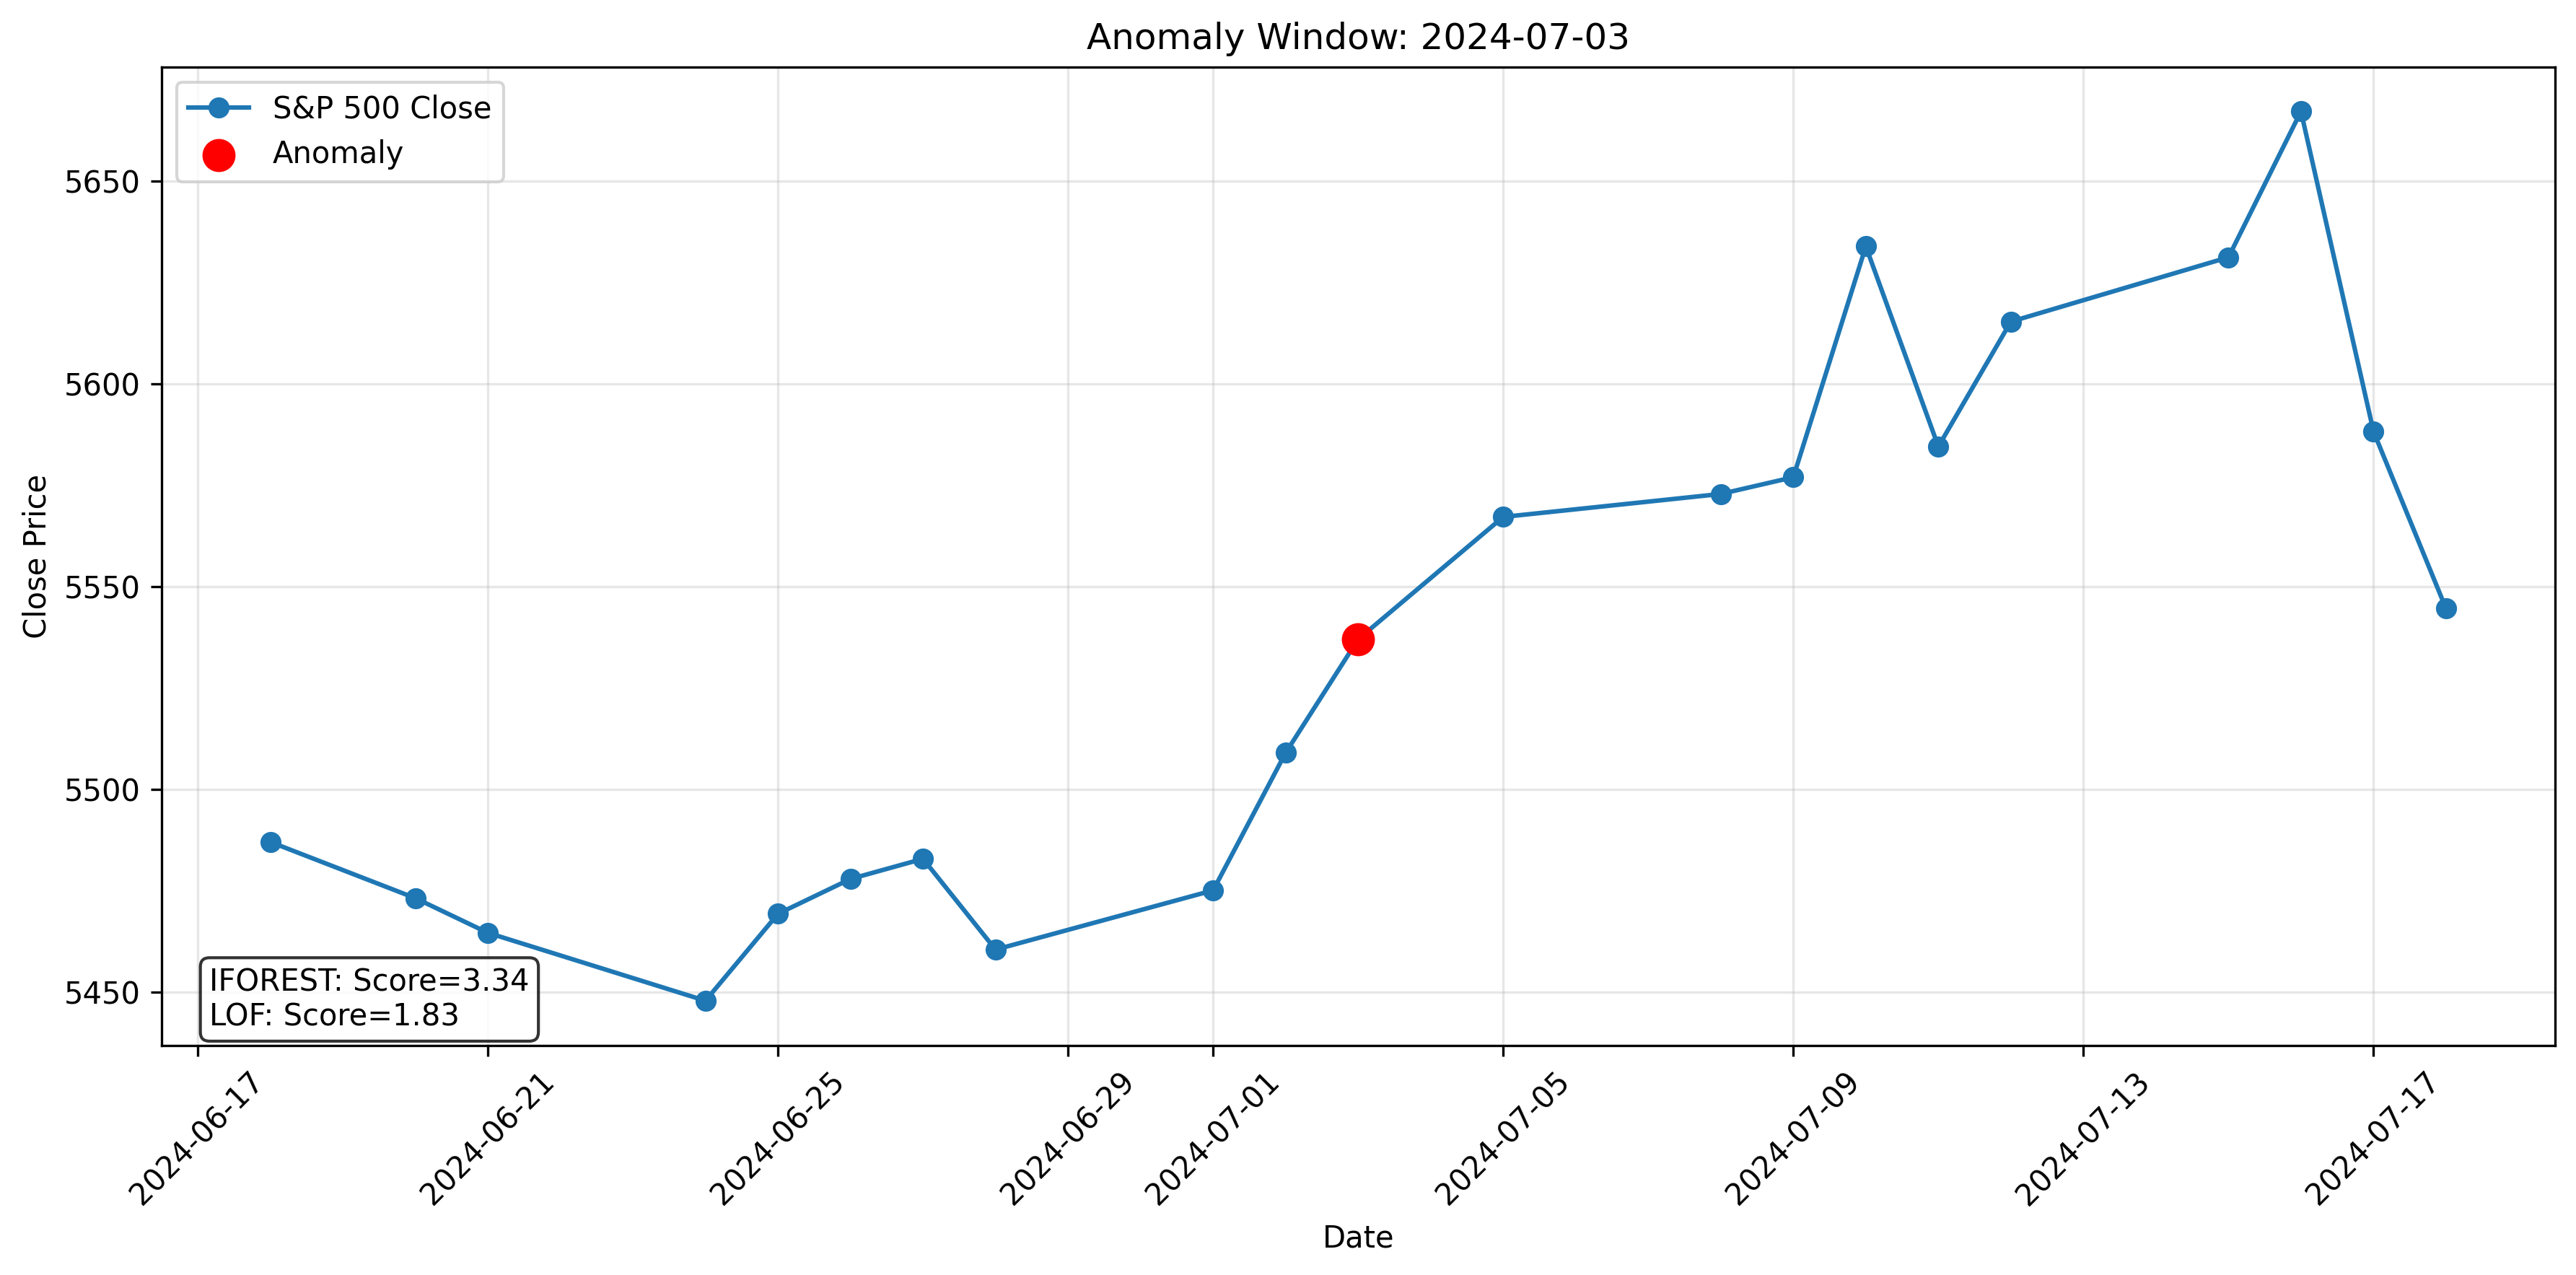 Anomaly Window: 2024-07-03
S&P 500 Close
Anomaly
5650
5600
5550
5500
5450
Close Price
IFOREST: Score=3.34
LOF: Score=1.83
2024-06-17
2024-06-21
2024-06-25
2024-06-29
2024-07-01
2024-07-05
2024-07-09
2024-07-13
2024-07-17
Date